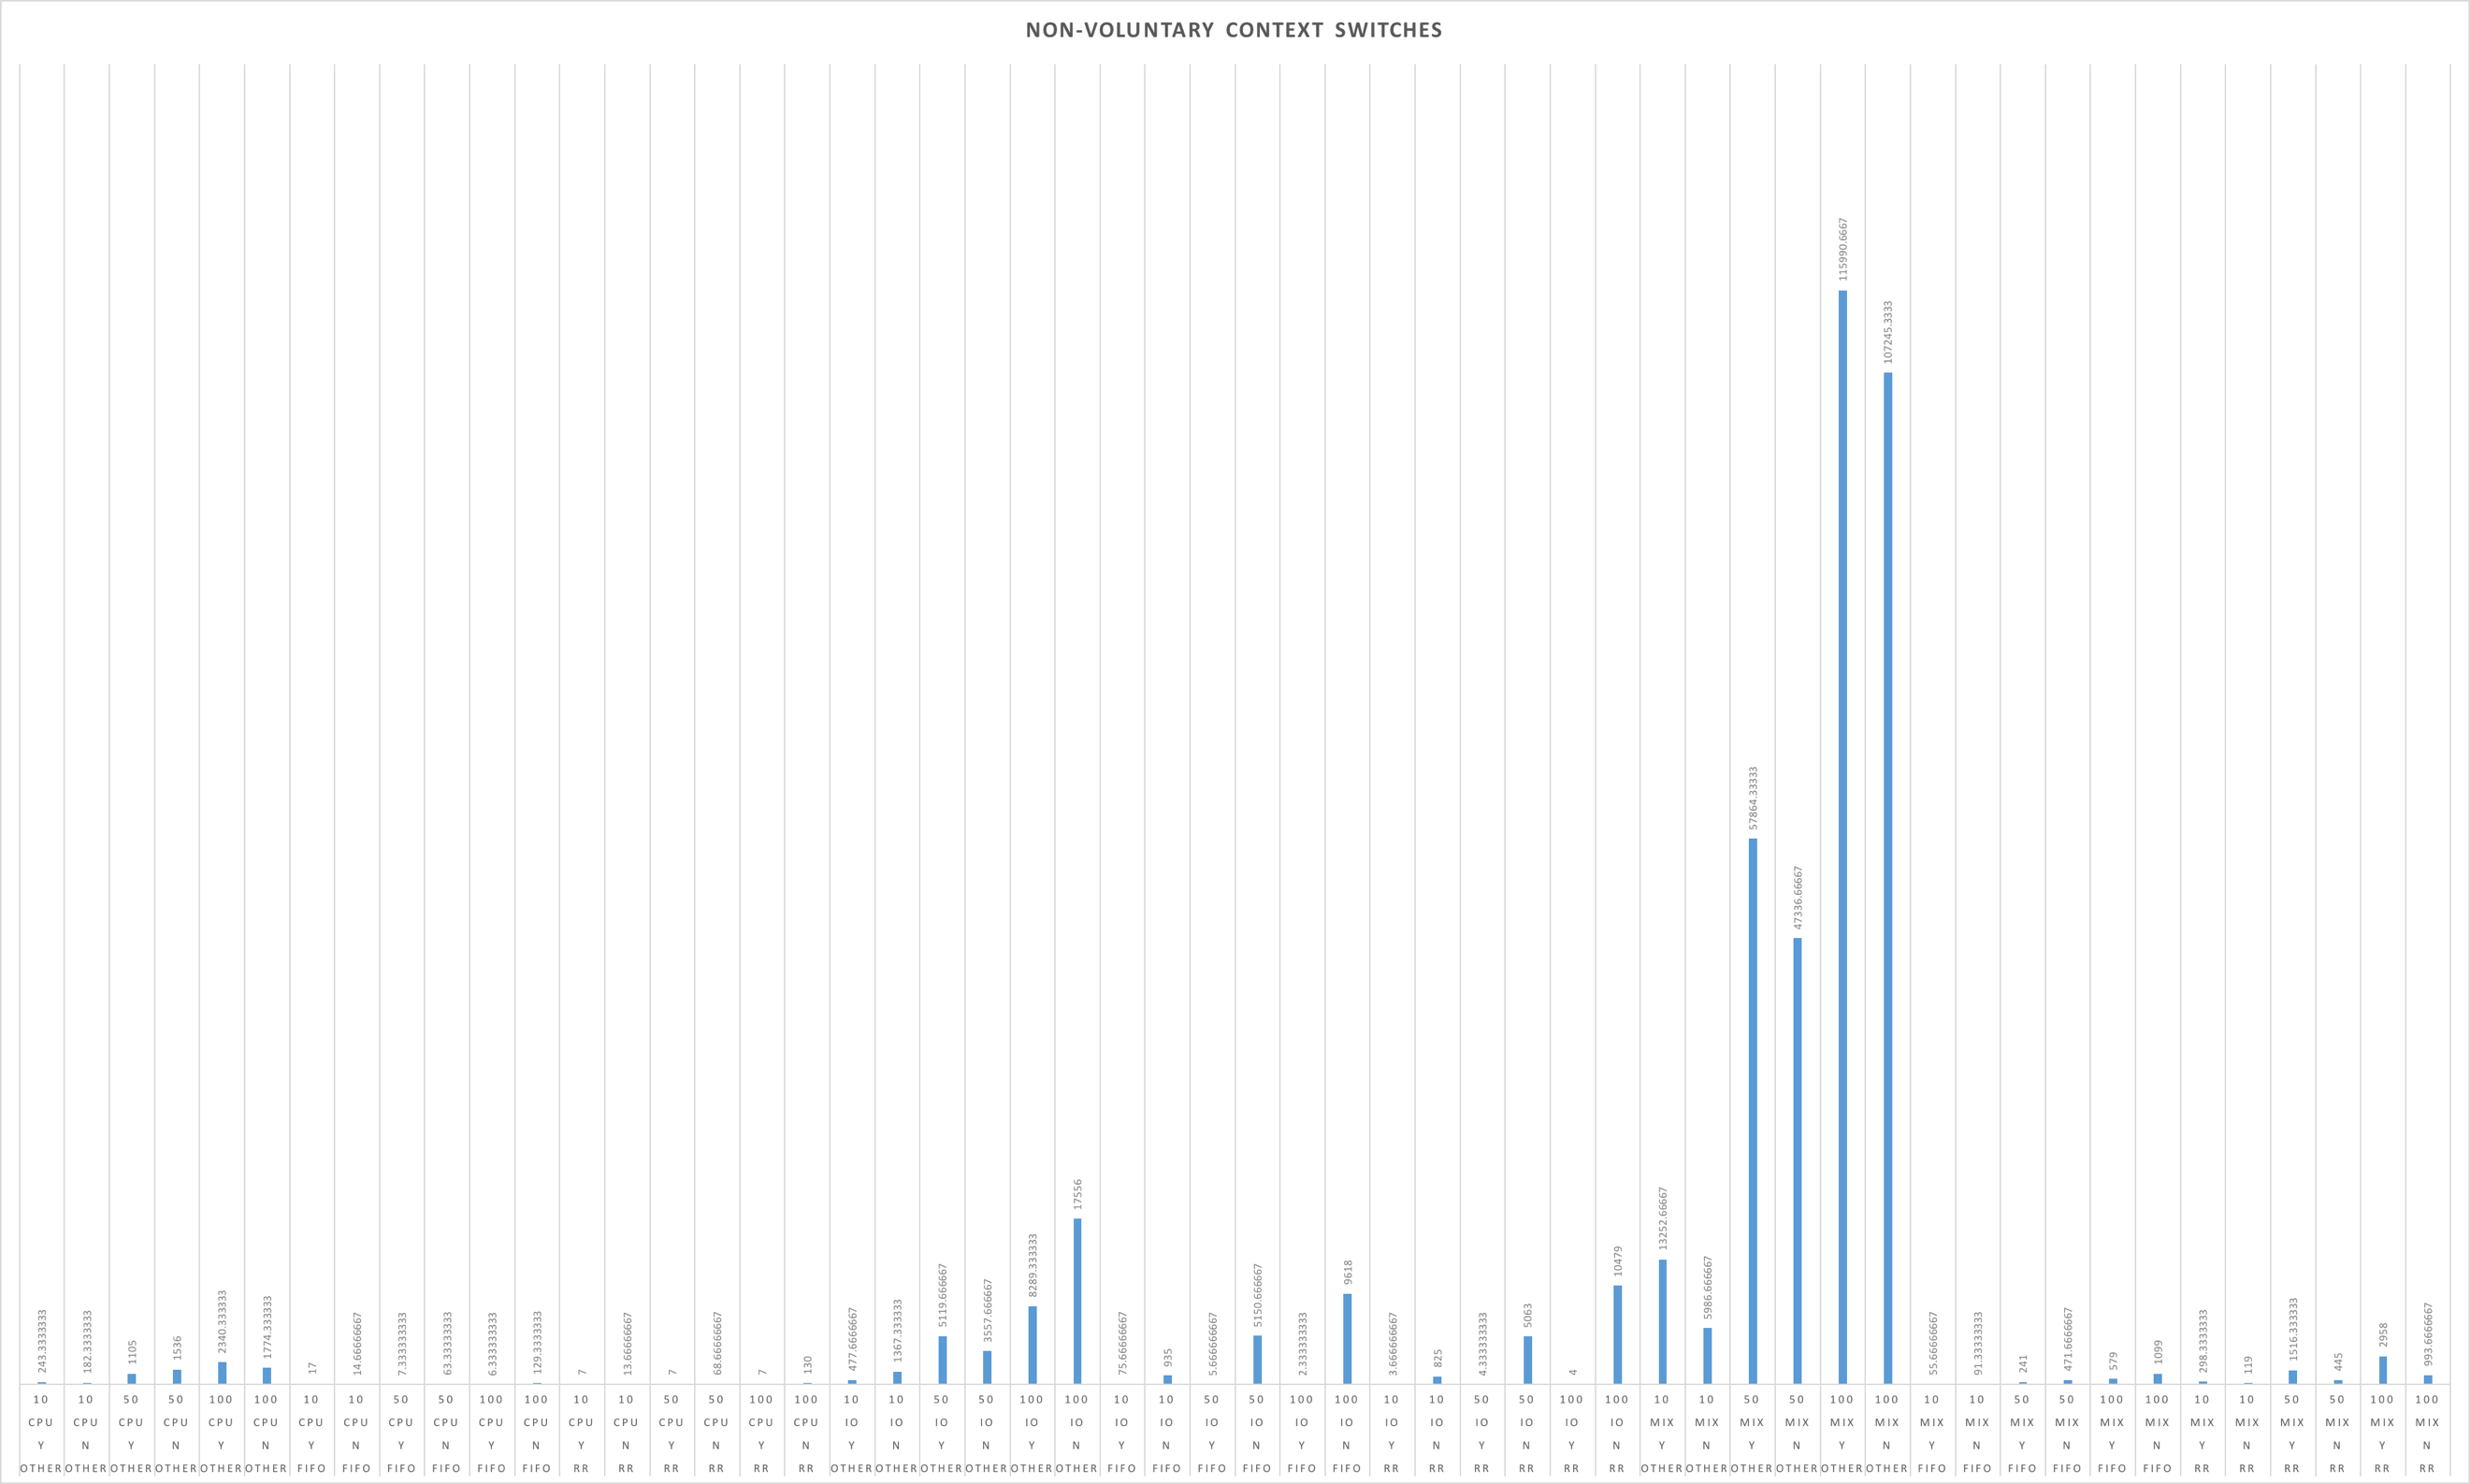 NON-VOLUNTARY CONTEXT SWITCHES
243.3333333 182.3333333 1105 1536 2340.333333 1774.333333 17 14.66666667 7.333333333 63.33333333 6.333333333 129.3333333 7 13.66666667 7 68.66666667 7 130 477.6666667 1367.333333 5119.666667 3557.666667 8289.333333 17556 75.66666667 935 5.666666667 5150.666667 2.333333333 9618 3.666666667 825 4.333333333 5063 4 10479 13252.66667 5986.666667 57864.33333 47336.66667 115990.6667 107245.3333 55.66666667 91.33333333 241 471.6666667 579 1099 298.3333333 119 1516.333333 445 2958 993.6666667
10 10 50 50 100 100 10 10 50 50 100 100 10 10 50 50 100 100 10 10 50 50 100 100 10 10 50 50 100 100 10 10 50 50 100 100 10 10 50 50 100 100 10 10 50 50 100 100 10 10 50 50 100 100
CPU CPU CPU CPU CPU CPU CPU CPU CPU CPU CPU CPU CPU CPU CPU CPU CPU CPU IO IO IO IO IO IO IO IO IO IO IO IO IO IO IO IO IO IO MIX MIX MIX MIX MIX MIX MIX MIX MIX MIX MIX MIX MIX MIX MIX MIX MIX MIX
Y N Y N Y N Y N Y N Y N Y N Y N Y N Y N Y N Y N Y N Y N Y N Y N Y N Y N Y N Y N Y N Y N Y N Y N Y N Y N Y N
OTHER OTHER OTHER OTHER OTHER OTHER FIFO FIFO FIFO FIFO FIFO FIFO RR RR RR RR RR RR OTHER OTHER OTHER OTHER OTHER OTHER FIFO FIFO FIFO FIFO FIFO FIFO RR RR RR RR RR RR OTHER OTHER OTHER OTHER OTHER OTHER FIFO FIFO FIFO FIFO FIFO FIFO RR RR RR RR RR RR